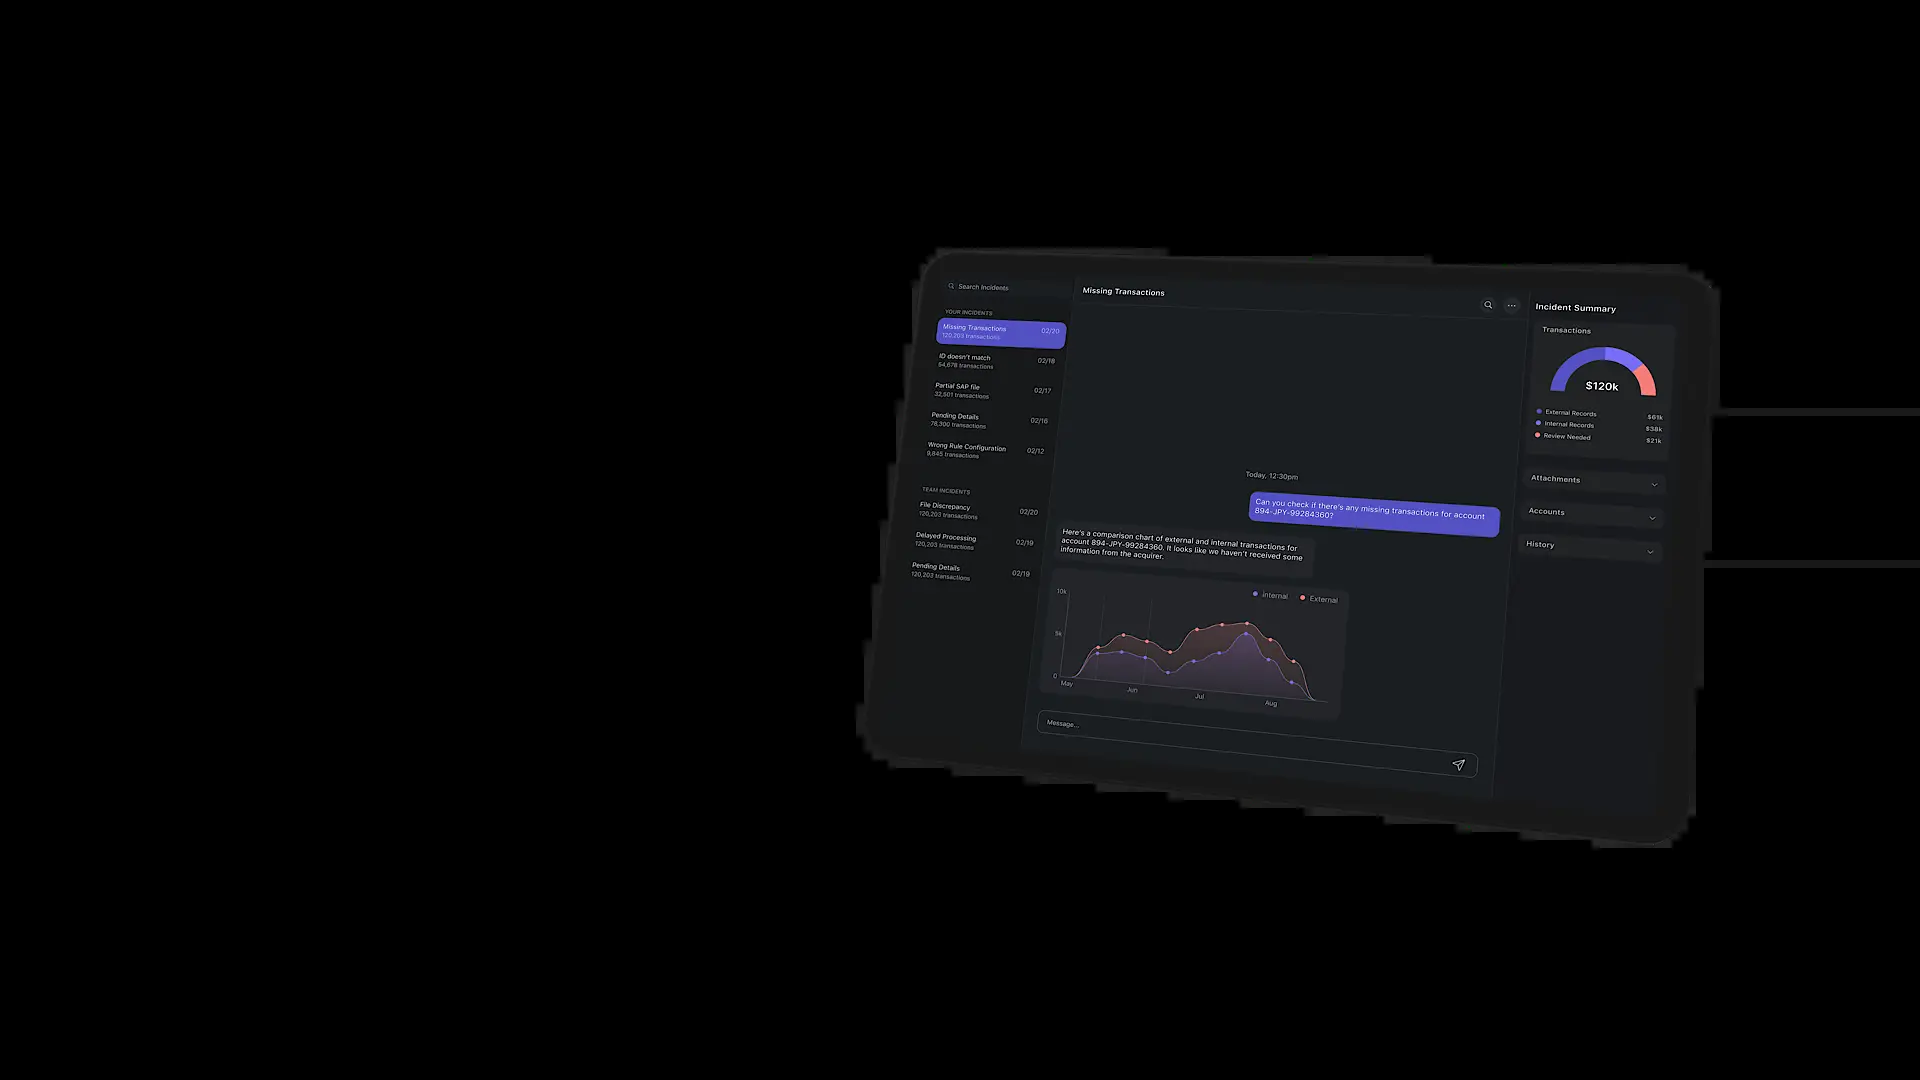 Search Incidents
YOUR INCIDENTS
Missing Transactions 02/20
120,203 transactions
ID doesn't match 02/18
54,678 transactions
Partial SAP file 02/17
32,501 transactions
Pending Details 02/16
78,300 transactions
Wrong Rule Configuration 02/12
9,845 transactions
TEAM INCIDENTS
File Discrepancy 02/20
120,203 transactions
Delayed Processing 02/19
120,203 transactions
Pending Details 02/19
120,203 transactions
Missing Transactions
Today, 12:30pm
Can you check if there's any missing transactions for account
894-JPY-99284360?
Here's a comparison chart of external and internal transactions for
account 894-JPY-99284360. It looks like we haven't received some
information from the acquirer.
Internal External
10k
5k
0
May Jun Jul Aug
Message...
Incident Summary
Transactions
$120k
External Records $61k
Internal Records $38k
Review Needed $21k
Attachments
Accounts
History